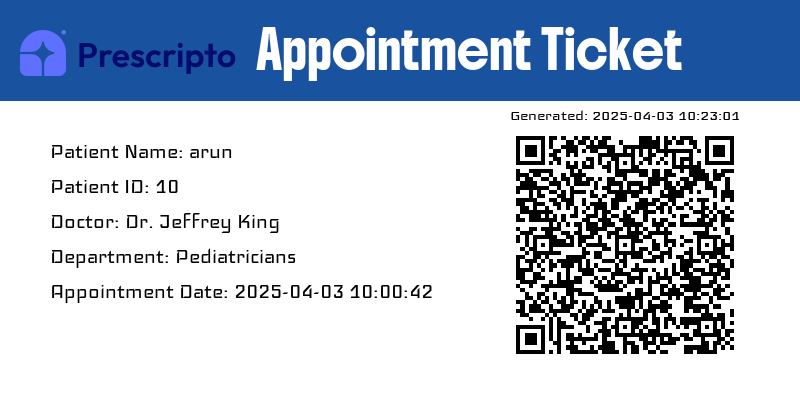 Prescripto
Appointment Ticket
Generated: 2025-04-03 10:23:01
Patient Name: arun
Patient ID: 10
Doctor: Dr. Jeffrey King
Department: Pediatricians
Appointment Date: 2025-04-03 10:00:42